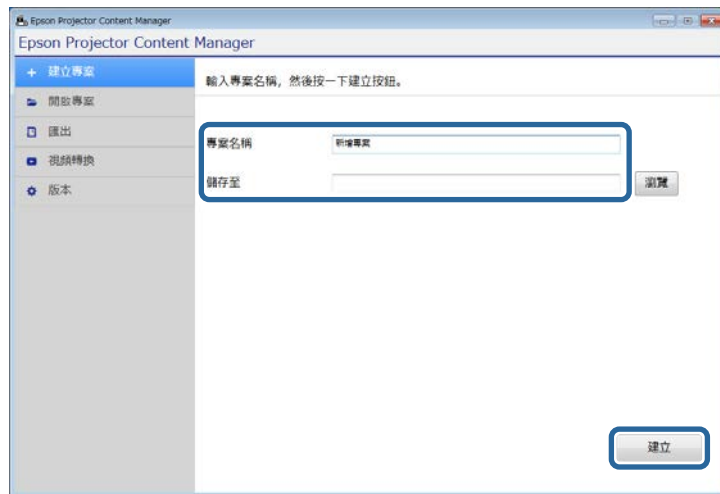 Epson Projector Content Manager
Epson Projector Content Manager
建立專案
輸入專案名稱，然後按一下建立按鈕。
開啟專案
匯出
專案名稱
新增專案
視頻轉換
儲存至
瀏覽
版本
建立